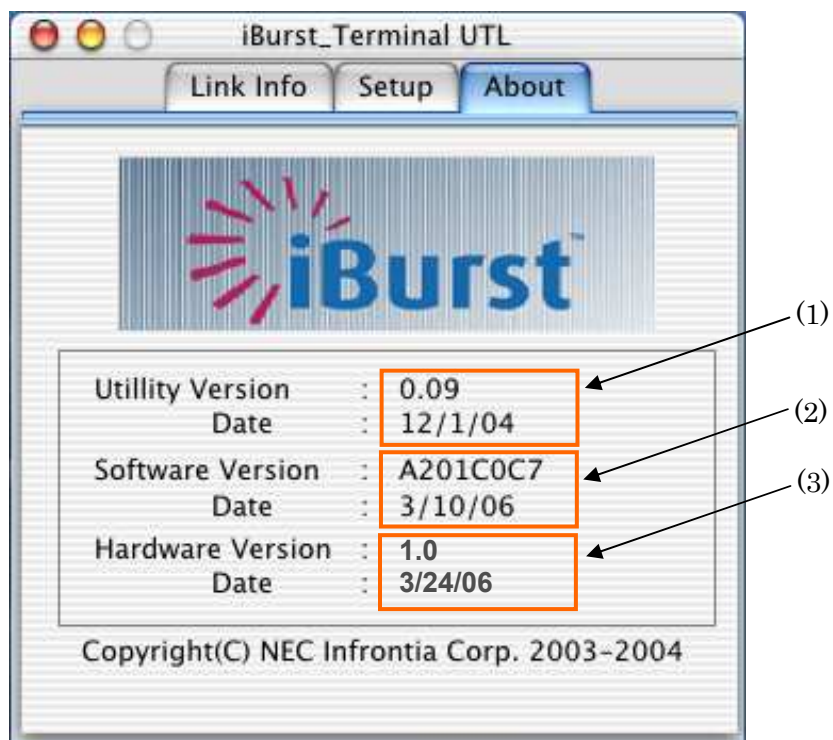 iBurst_Terminal UTL
Link Info Setup About
iBurst™
(1)
Utillity Version : 0.09
Date : 12/1/04
(2)
Software Version : A201C0C7
Date : 3/10/06
(3)
Hardware Version : 1.0
Date : 3/24/06
Copyright(C) NEC Infrontia Corp. 2003-2004